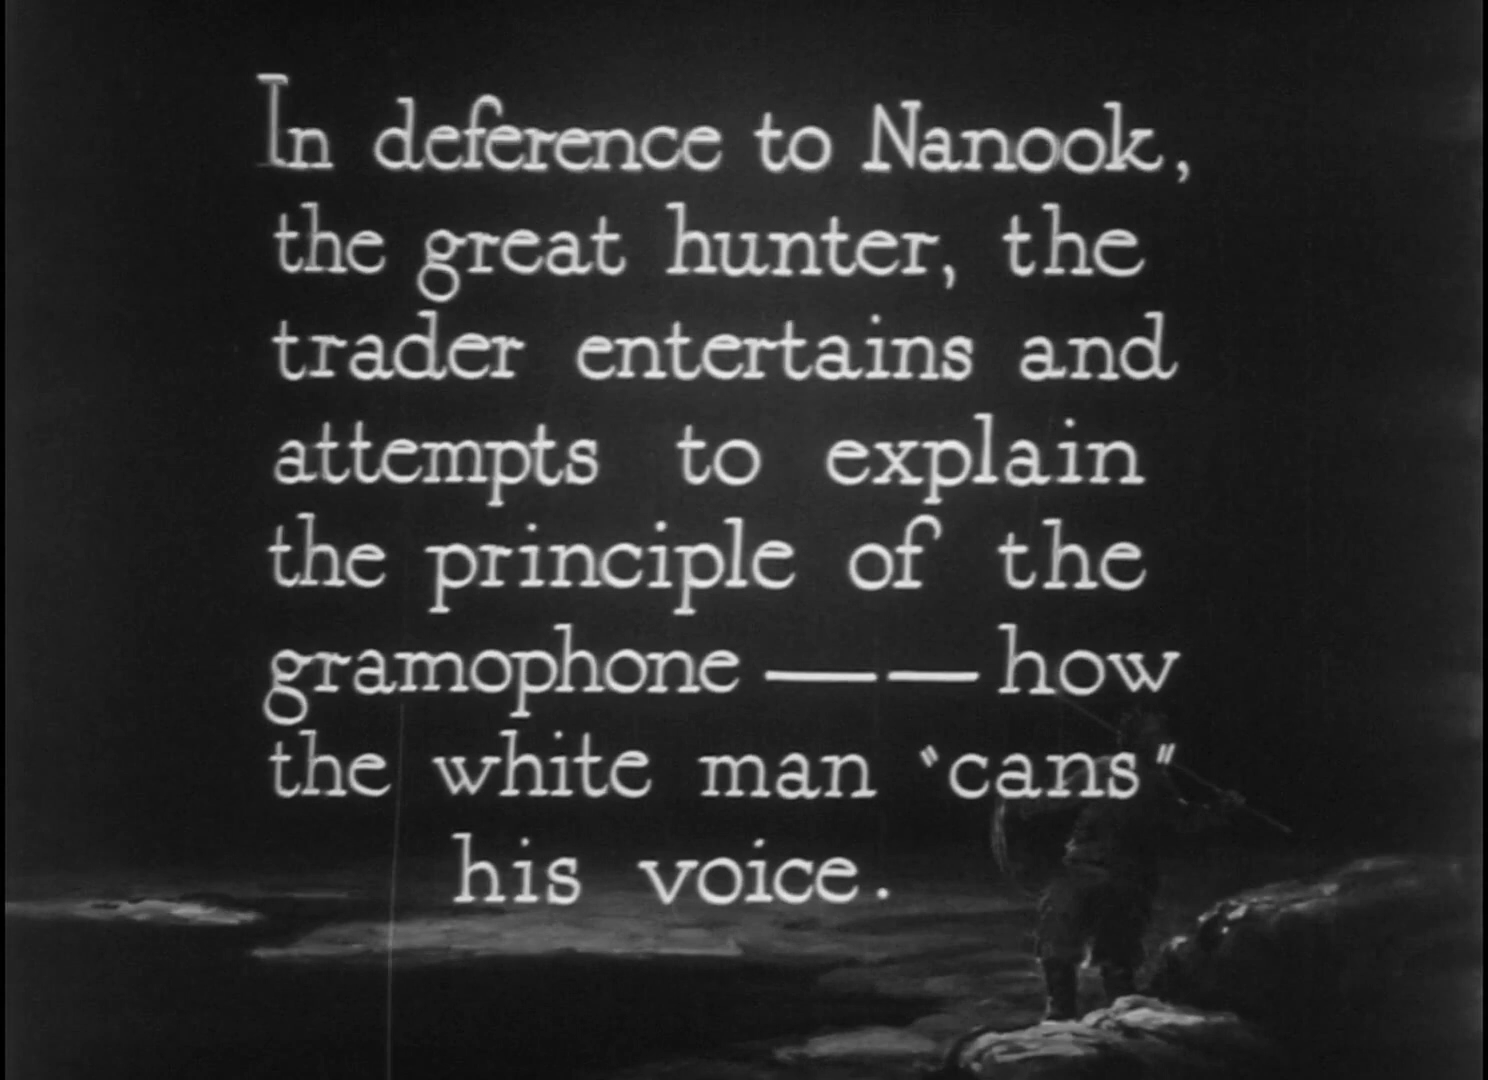 In deference to Nanook,
the great hunter, the
trader entertains and
attempts to explain
the principle of the
gramophone — — how
the white man "cans"
his voice.